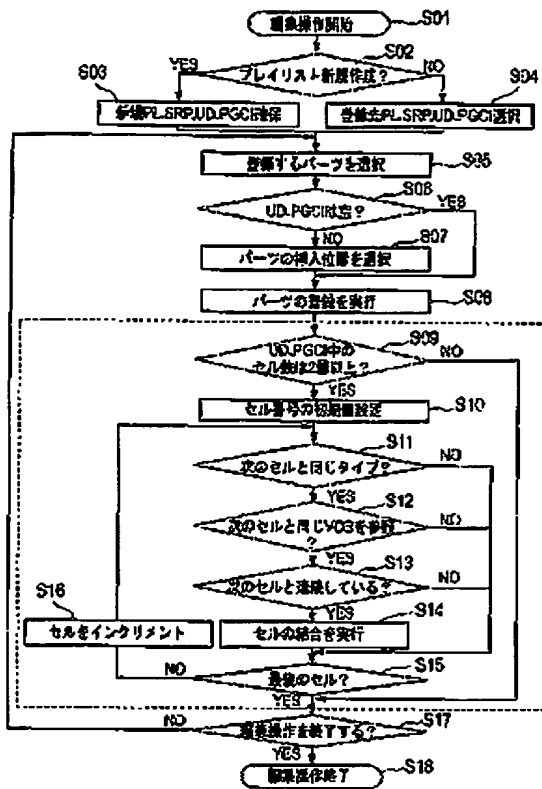 編集操作開始
S01
S02
YES
プレイリスト新規作成?
NO
S03
S04
新規PL_SRP,UD_PGCI確保
登録先PL_SRP,UD_PGCI選択
登録するパーツを選択
S05
S06
UD_PGCIは空?
YES
NO
S07
パーツの挿入位置を選択
パーツの登録を実行
S08
S09
UD_PGCI中の
セル数は2個以上?
NO
YES
セル番号の初期値設定
S10
S11
次のセルと同じタイプ?
NO
YES
S12
次のセルと同じVOBを参照
?
NO
YES
S13
次のセルと連続している?
NO
S16
YES
S14
セルをインクリメント
セルの結合を実行
S15
NO
最後のセル?
YES
S17
NO
編集操作を終了する?
YES
編集操作終了
S18